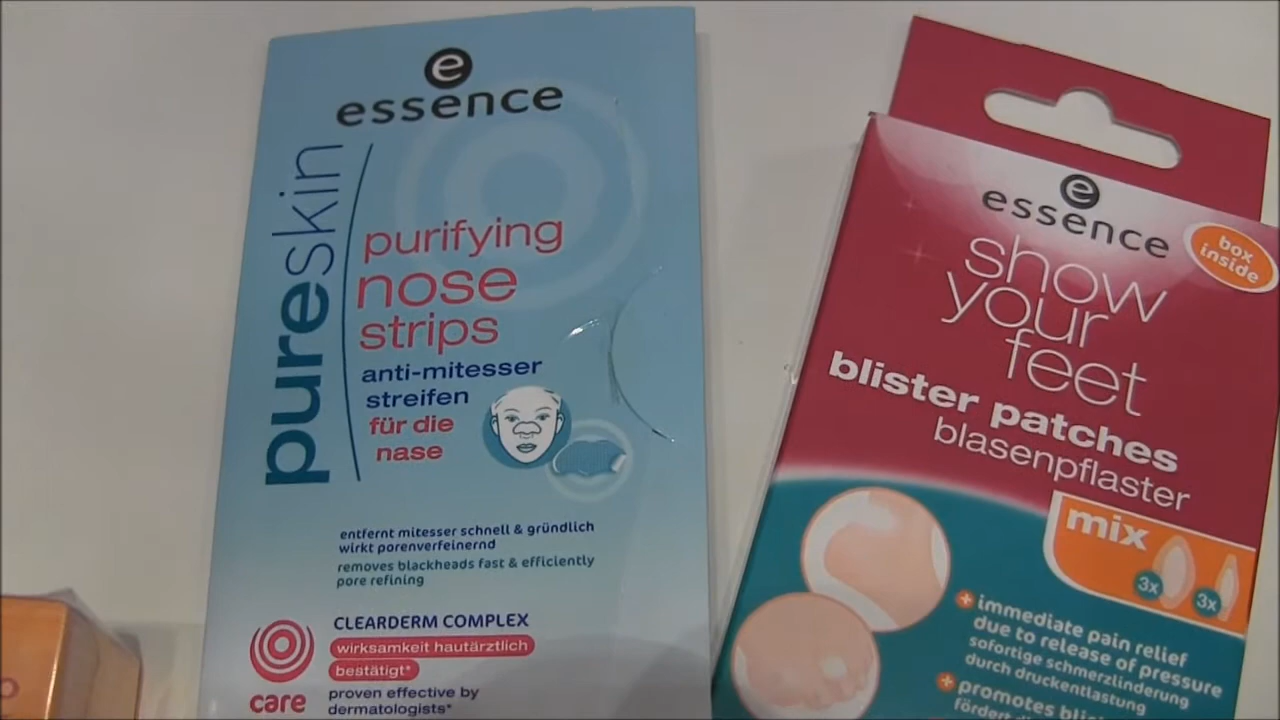 e
essence
pureskin
purifying
nose
strips
anti-mitesser
streifen
für die
nase
entfernt mitesser schnell & gründlich
wirkt porenverfeinernd
removes blackheads fast & efficiently
pore refining
CLEARDERM COMPLEX
wirksamkeit hautärztlich
bestätigt*
care
proven effective by
dermatologists*
e
essence
box
inside
show
your
feet
blister patches
blasenpflaster
mix
3x
3x
+ immediate pain relief
due to release of pressure
sofortige schmerzlinderung
durch druckentlastung
+ promotes